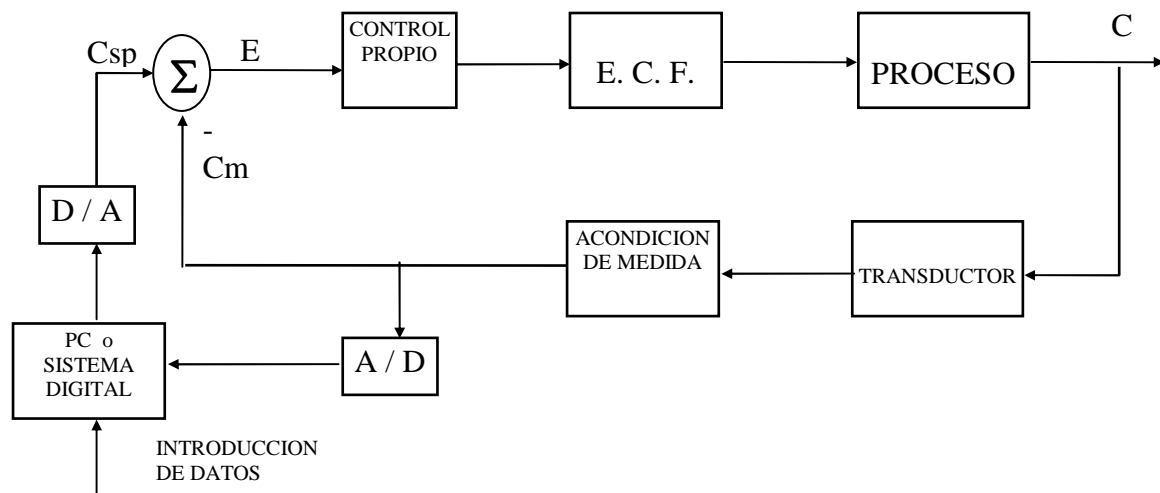 CONTROL
PROPIO
C
Csp
E
Σ
E. C. F.
PROCESO
-
Cm
D / A
ACONDICION
DE MEDIDA
TRANSDUCTOR
PC o
SISTEMA
DIGITAL
A / D
INTRODUCCION
DE DATOS